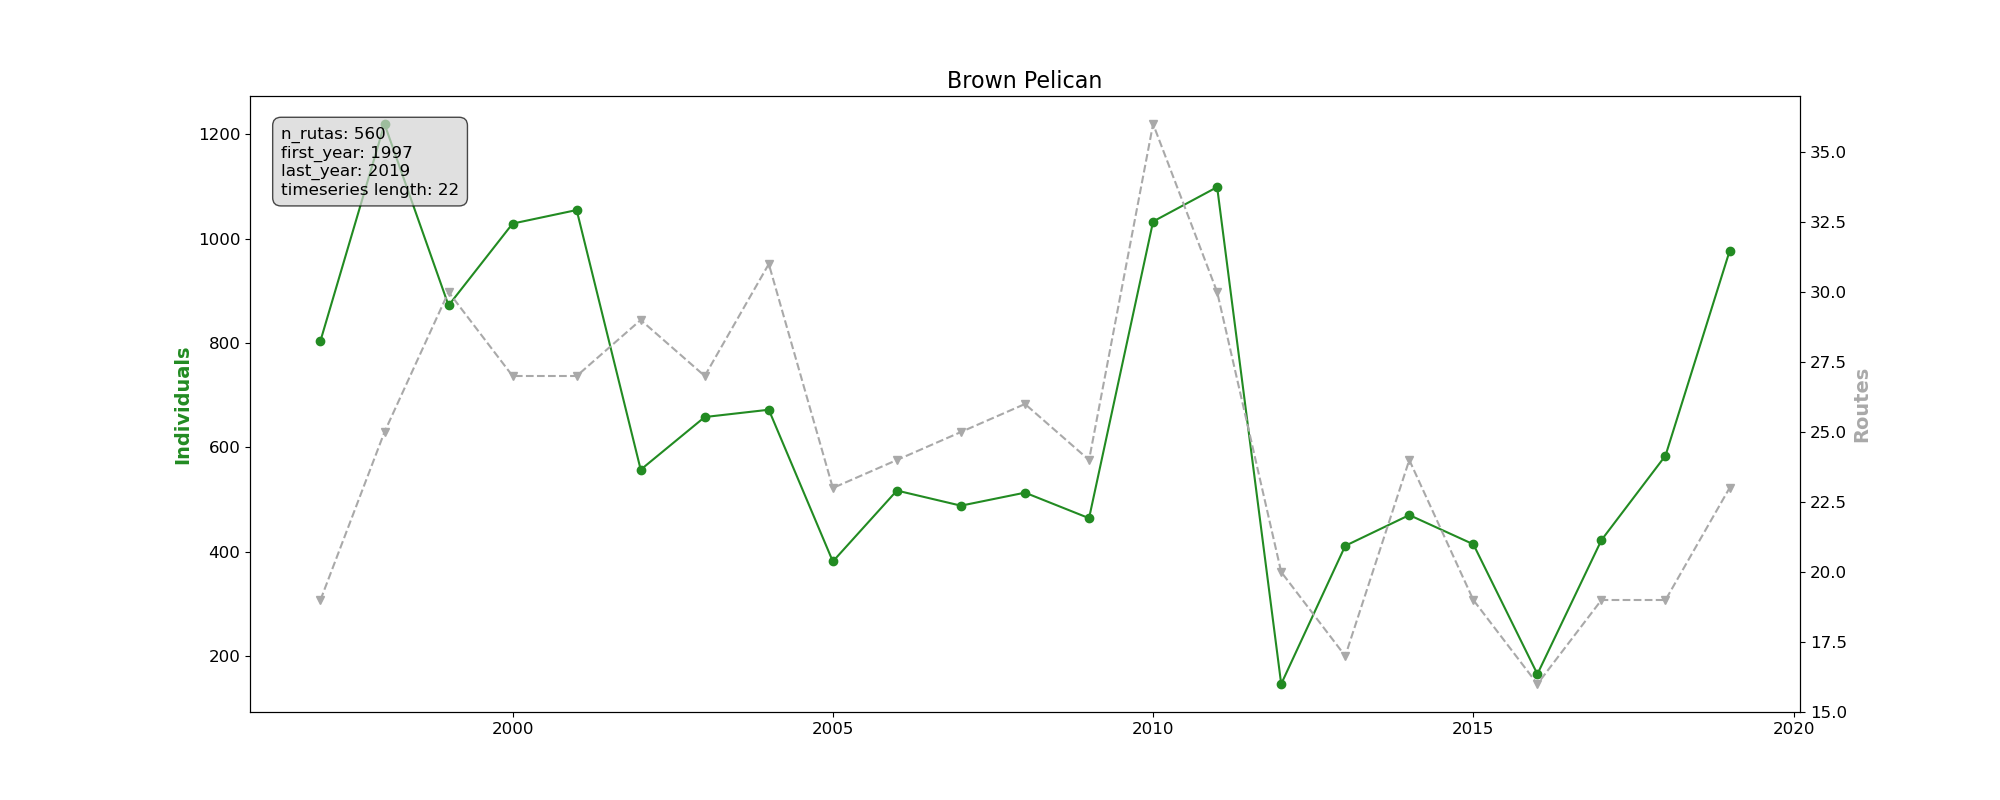 Brown Pelican
n_rutas: 560
first_year: 1997
last_year: 2019
timeseries length: 22
1200
1000
800
600
400
200
Individuals
35.0
32.5
30.0
27.5
25.0
22.5
20.0
17.5
15.0
Routes
2000 2005 2010 2015 2020